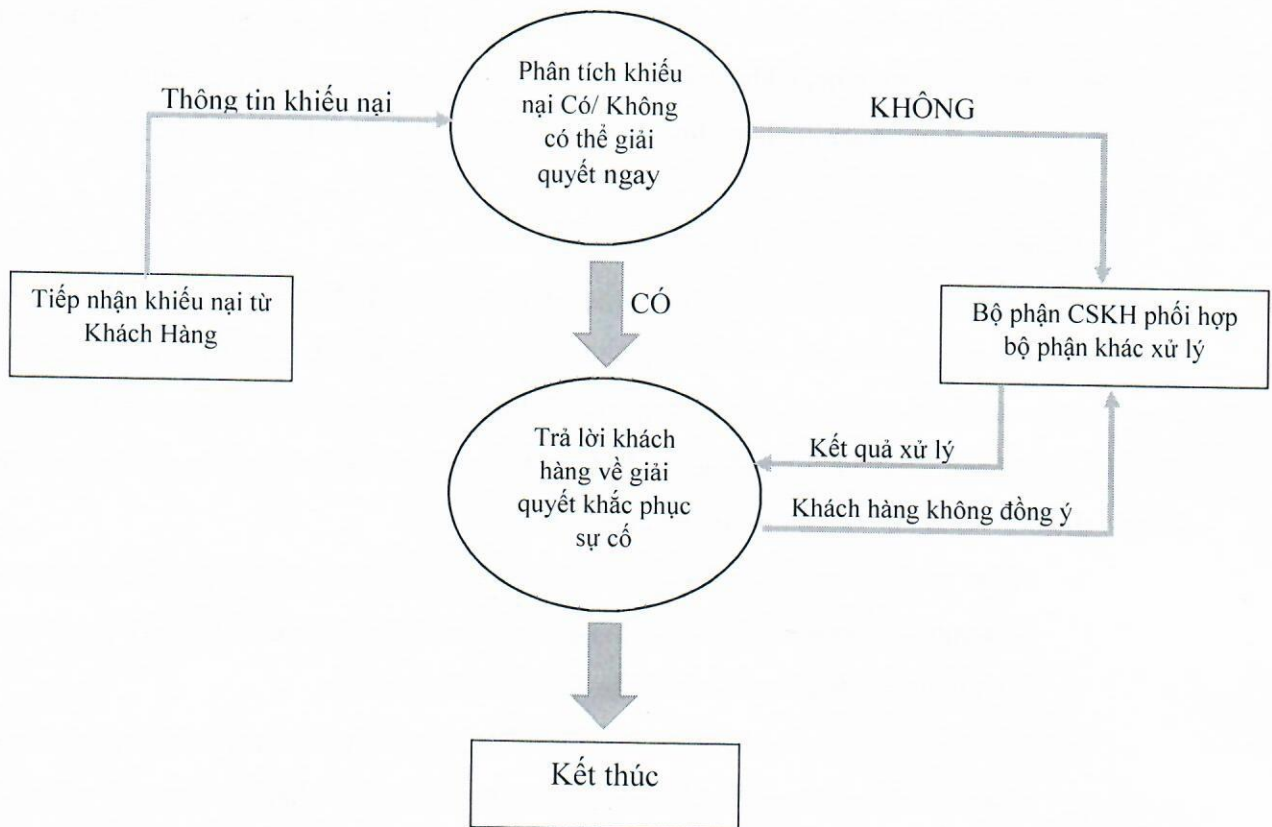 Phân tích khiếu
nại Có/ Không
có thể giải
quyết ngay
Thông tin khiếu nại
KHÔNG
Tiếp nhận khiếu nại từ
Khách Hàng
CÓ
Bộ phận CSKH phối hợp
bộ phận khác xử lý
Trả lời khách
hàng về giải
quyết khắc phục
sự cố
Kết quả xử lý
Khách hàng không đồng ý
Kết thúc